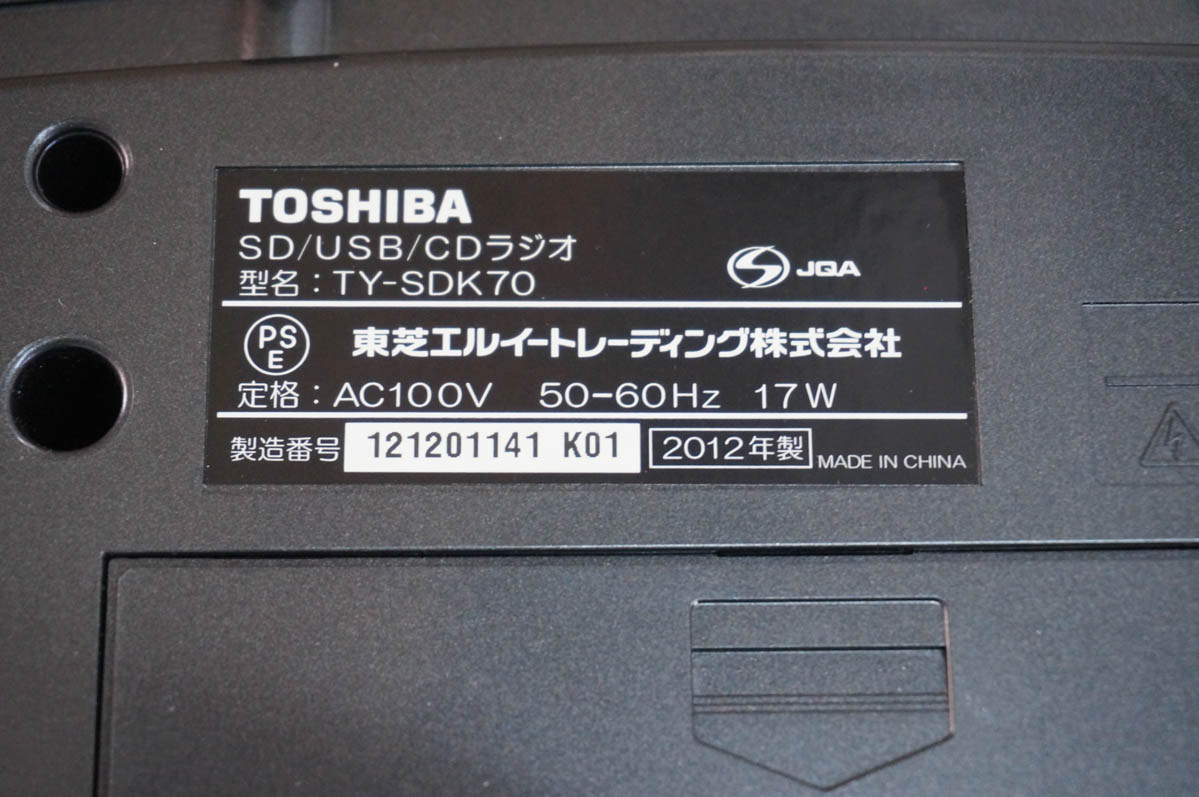 TOSHIBA
SD/USB/CDラジオ
型名：TY-SDK70
JQA
PSE
東芝エルイートレーディング株式会社
定格：AC100V 50-60Hz 17W
製造番号 121201141 K01 2012年製 MADE IN CHINA